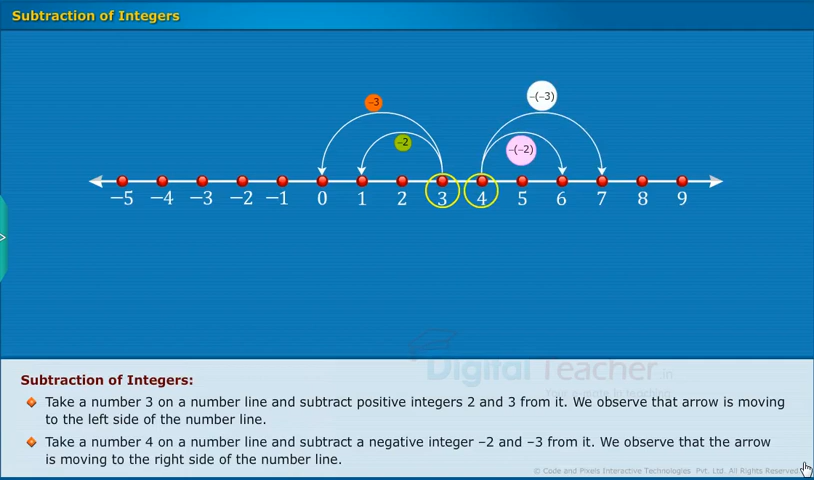 Subtraction of Integers
−3
−(−3)
−2
−(−2)
−5 −4 −3 −2 −1 0 1 2 3 4 5 6 7 8 9
Digital Teacher.in
Subtraction of Integers:
Take a number 3 on a number line and subtract positive integers 2 and 3 from it. We observe that arrow is moving
to the left side of the number line.
Take a number 4 on a number line and subtract a negative integer −2 and −3 from it. We observe that the arrow
is moving to the right side of the number line.
© Code and Pixels Interactive Technologies Pvt. Ltd. All Rights Reserved.